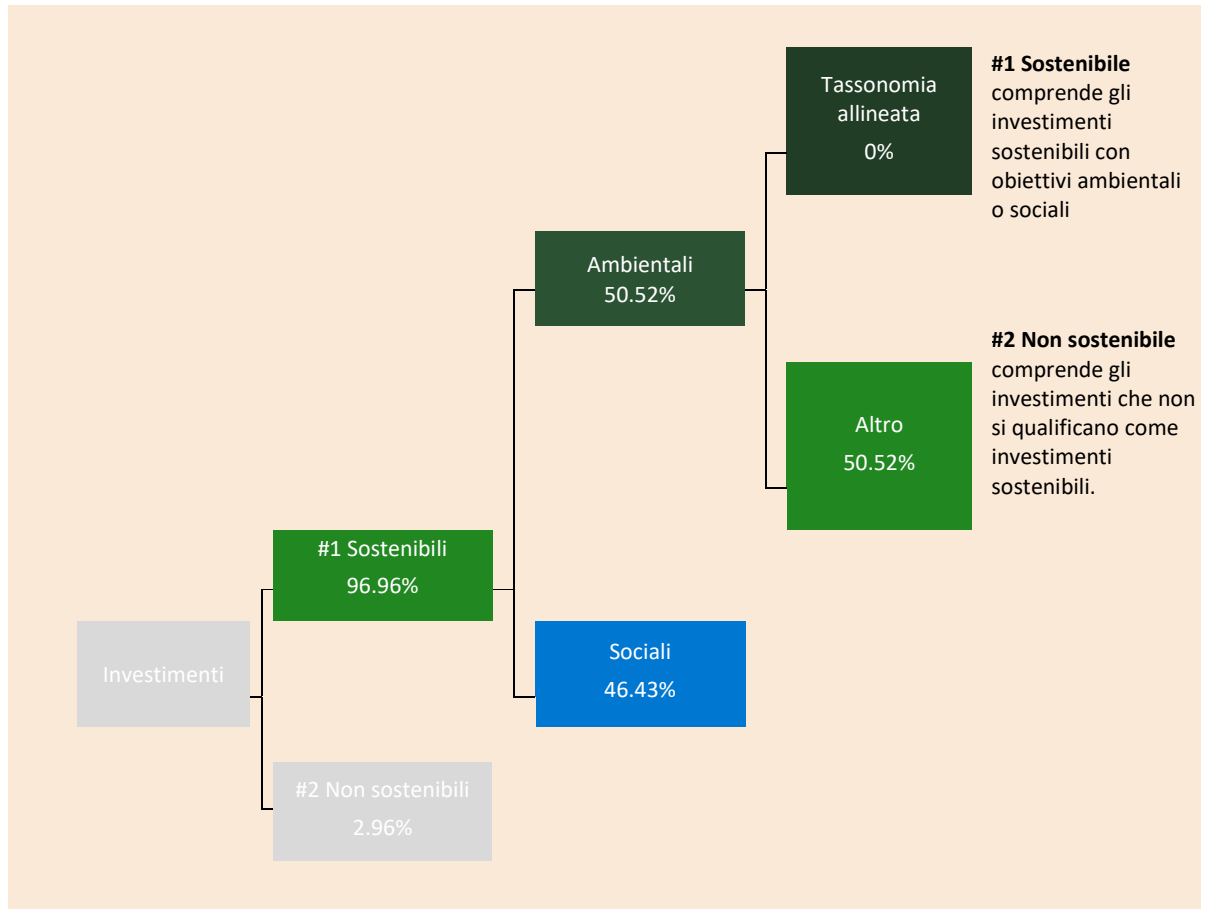 Tassonomia
allineata
0%
#1 Sostenibile
comprende gli
investimenti
sostenibili con
obiettivi ambientali
o sociali
Ambientali
50.52%
#2 Non sostenibile
comprende gli
investimenti che non
si qualificano come
investimenti
sostenibili.
Altro
50.52%
#1 Sostenibili
96.96%
Sociali
46.43%
Investimenti
#2 Non sostenibili
2.96%